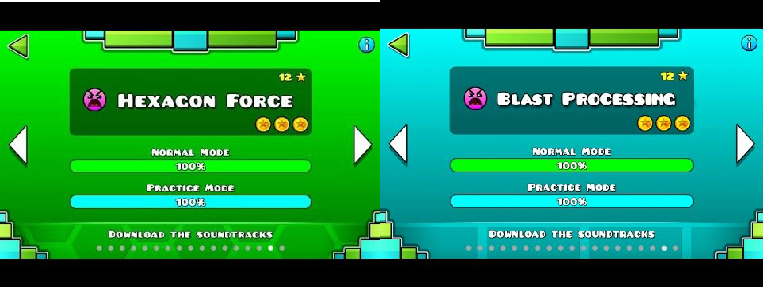 12
Hexagon Force
Normal Mode
100%
Practice Mode
100%
Download the soundtracks
i
12
Blast Processing
Normal Mode
100%
Practice Mode
100%
Download the soundtracks
i